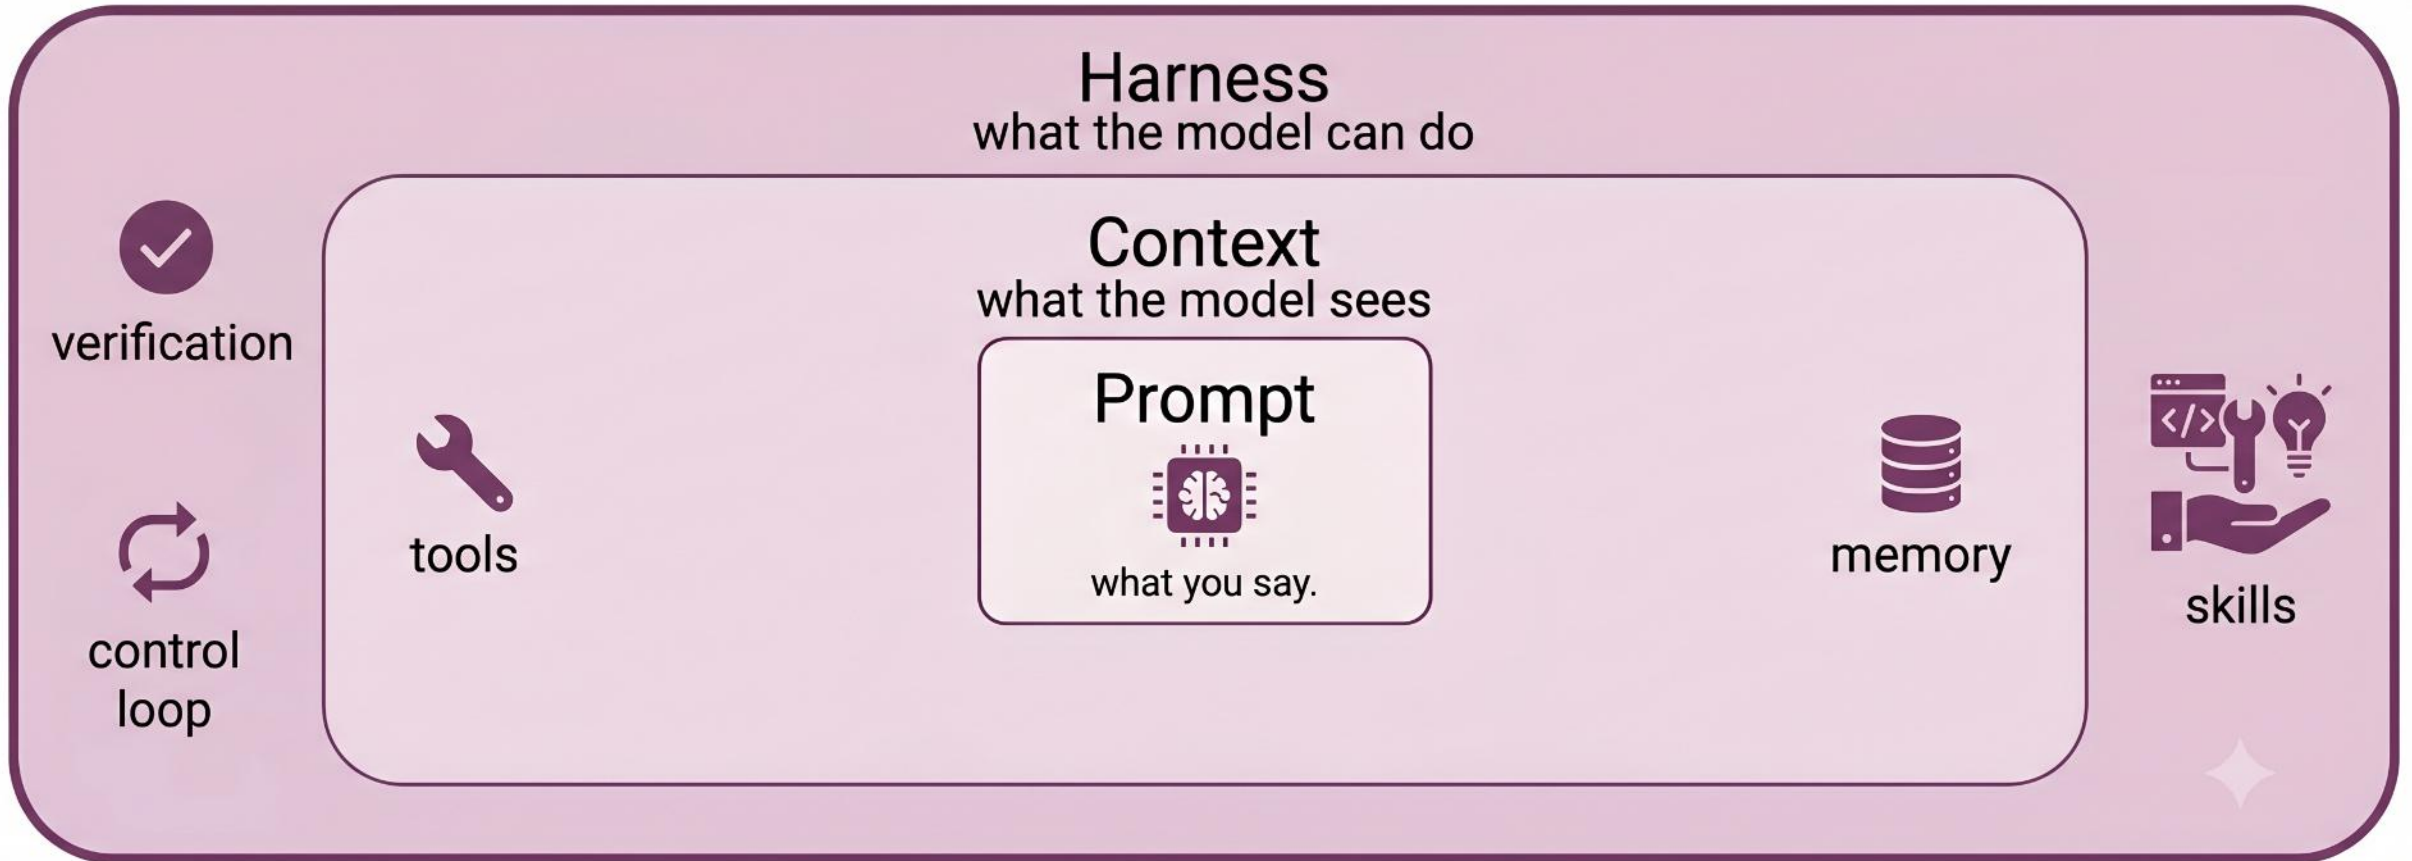 Harness
what the model can do
Context
what the model sees
Prompt
what you say.
verification
control
loop
tools
memory
skills